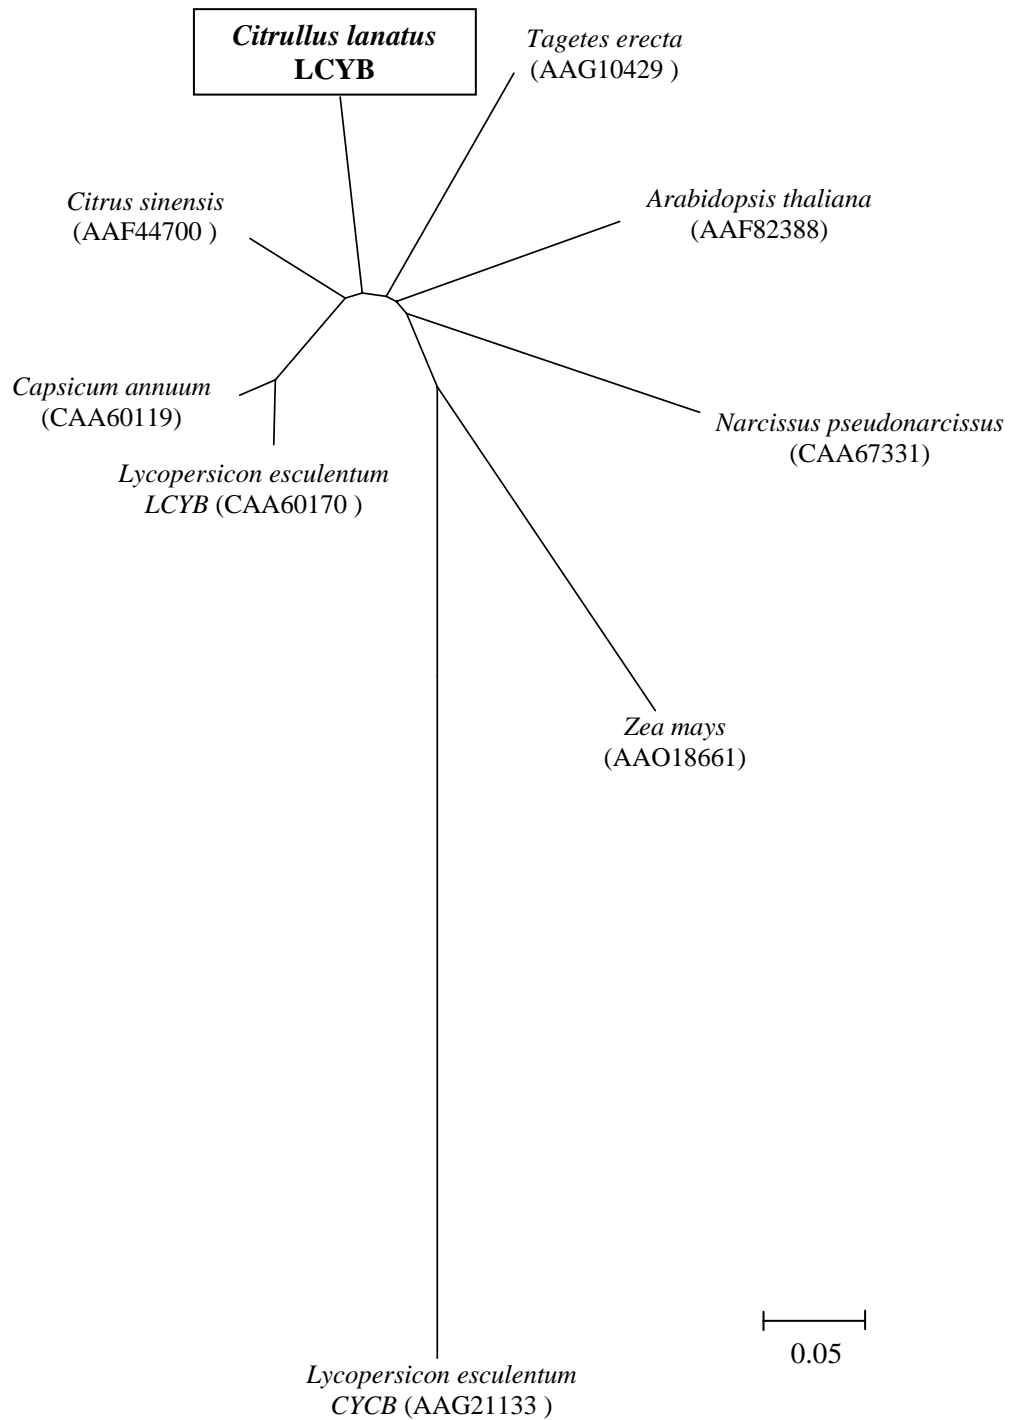 Citrullus lanatus
LCYB
Tagetes erecta
(AAG10429 )
Citrus sinensis
(AAF44700 )
Arabidopsis thaliana
(AAF82388)
Capsicum annuum
(CAA60119)
Narcissus pseudonarcissus
(CAA67331)
Lycopersicon esculentum
LCYB (CAA60170 )
Zea mays
(AAO18661)
0.05
Lycopersicon esculentum
CYCB (AAG21133 )